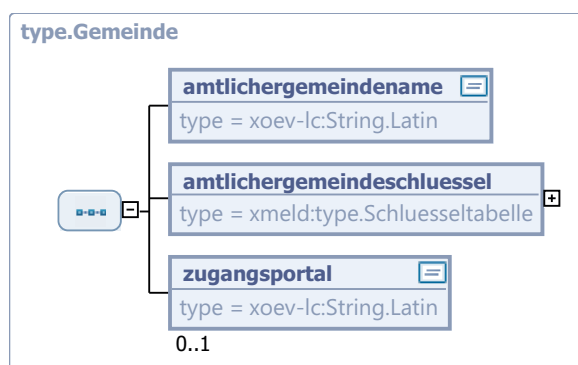 type.Gemeinde
amtlichergemeindename
type = xoev-lc:String.Latin
amtlichergemeindeschluessel
type = xmeld:type.Schluesseltabelle
zugangsportal
type = xoev-lc:String.Latin
0..1